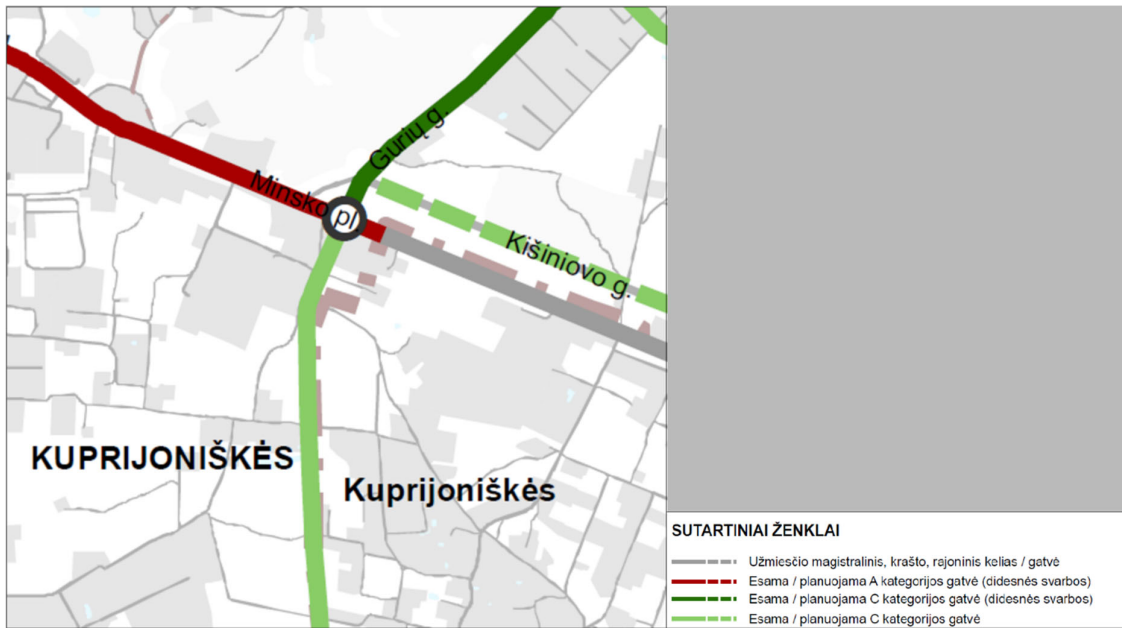 Gurių g.
Minsko pl.
Kišiniovo g.
KUPRIJONIŠKĖS
Kuprijoniškės
SUTARTINIAI ŽENKLAI
Užmiesčio magistralinis, krašto, rajoninis kelias / gatvė
Esama / planuojama A kategorijos gatvė (didesnės svarbos)
Esama / planuojama C kategorijos gatvė (didesnės svarbos)
Esama / planuojama C kategorijos gatvė